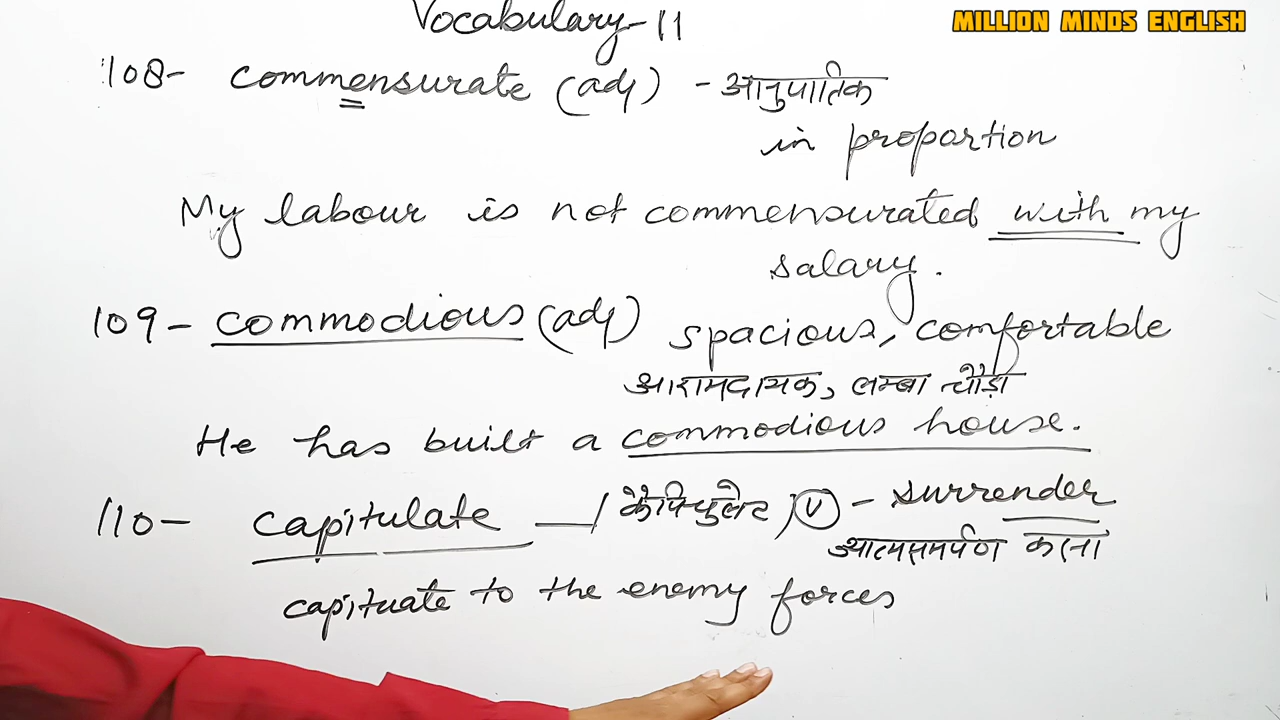 Vocabulary-11
MILLION MINDS ENGLISH
108- commensurate (adj) - आनुपातिक
in proportion
My labour is not commensurated with my
salary.
109- commodious (adj) spacious, comfortable
आरामदायक, लम्बा चौड़ा
He has built a commodious house.
110- capitulate - / कैपिचुलेट / (v) - surrender
आत्मसमर्पण करना
capituate to the enemy forces